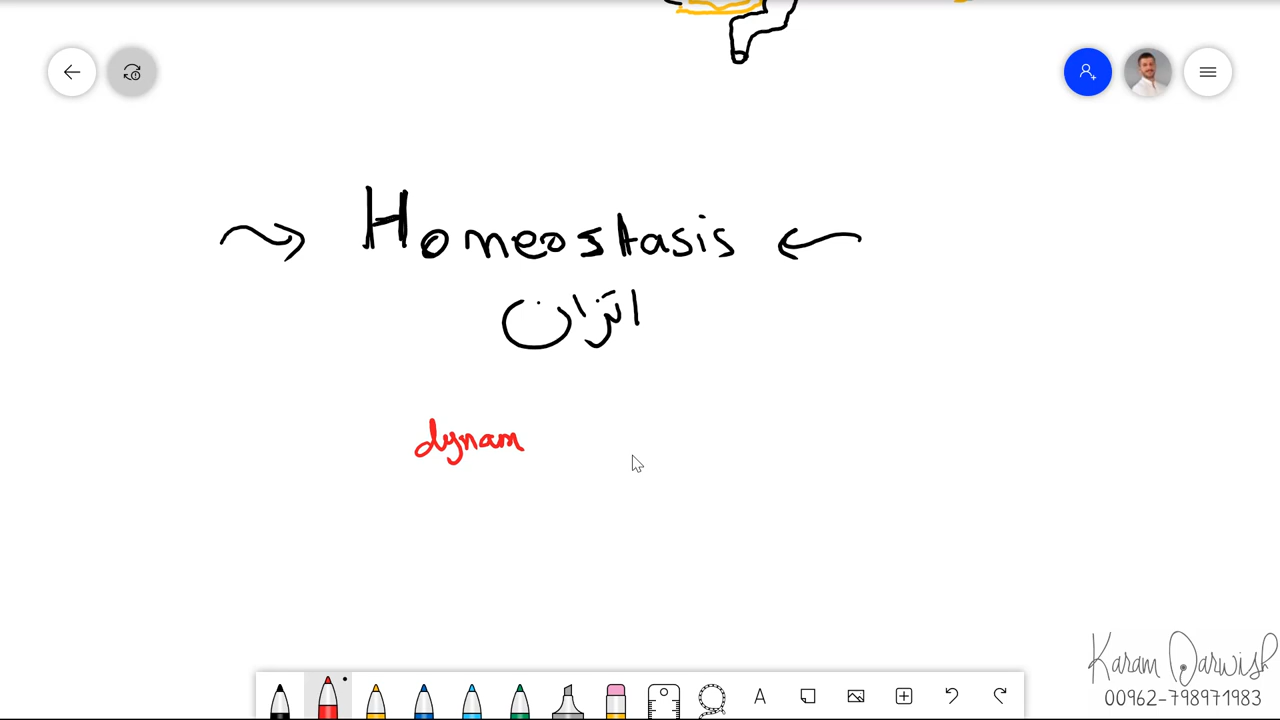 Homeostasis
اتزان
dynam
Karam Darwish
00962-798971983